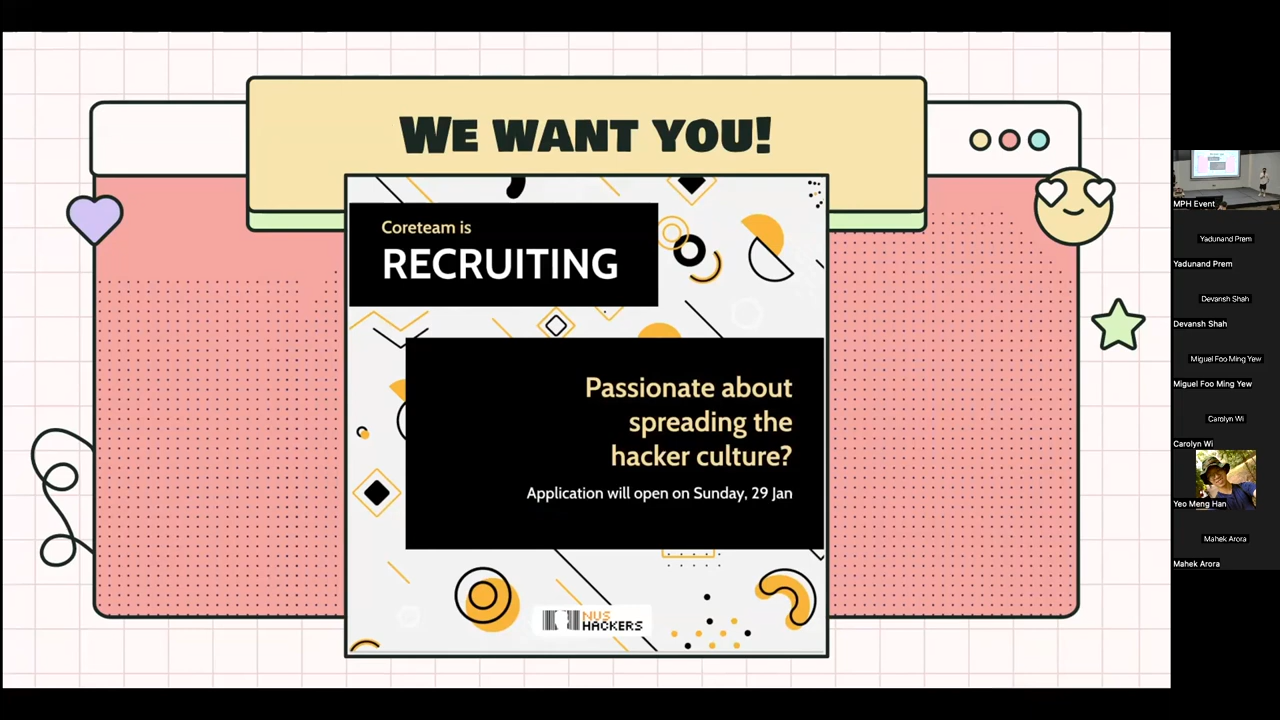 WE WANT YOU!
Coreteam is
RECRUITING
Passionate about
spreading the
hacker culture?
Application will open on Sunday, 29 Jan
NUS
HACKERS
MPH Event
Yadunand Prem
Yadunand Prem
Devansh Shah
Devansh Shah
Miguel Foo Ming Yew
Miguel Foo Ming Yew
Carolyn Wi
Carolyn Wi
Yeo Meng Han
Mahek Arora
Mahek Arora